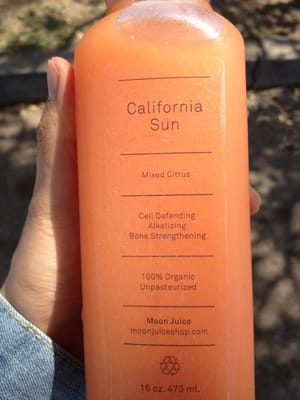 California
Sun
Mixed Citrus
Cell Defending
Alkalizing
Bone Strengthening
100% Organic
Unpasteurized
Moon Juice
moonjuiceshop.com
16 oz. 473 ml.